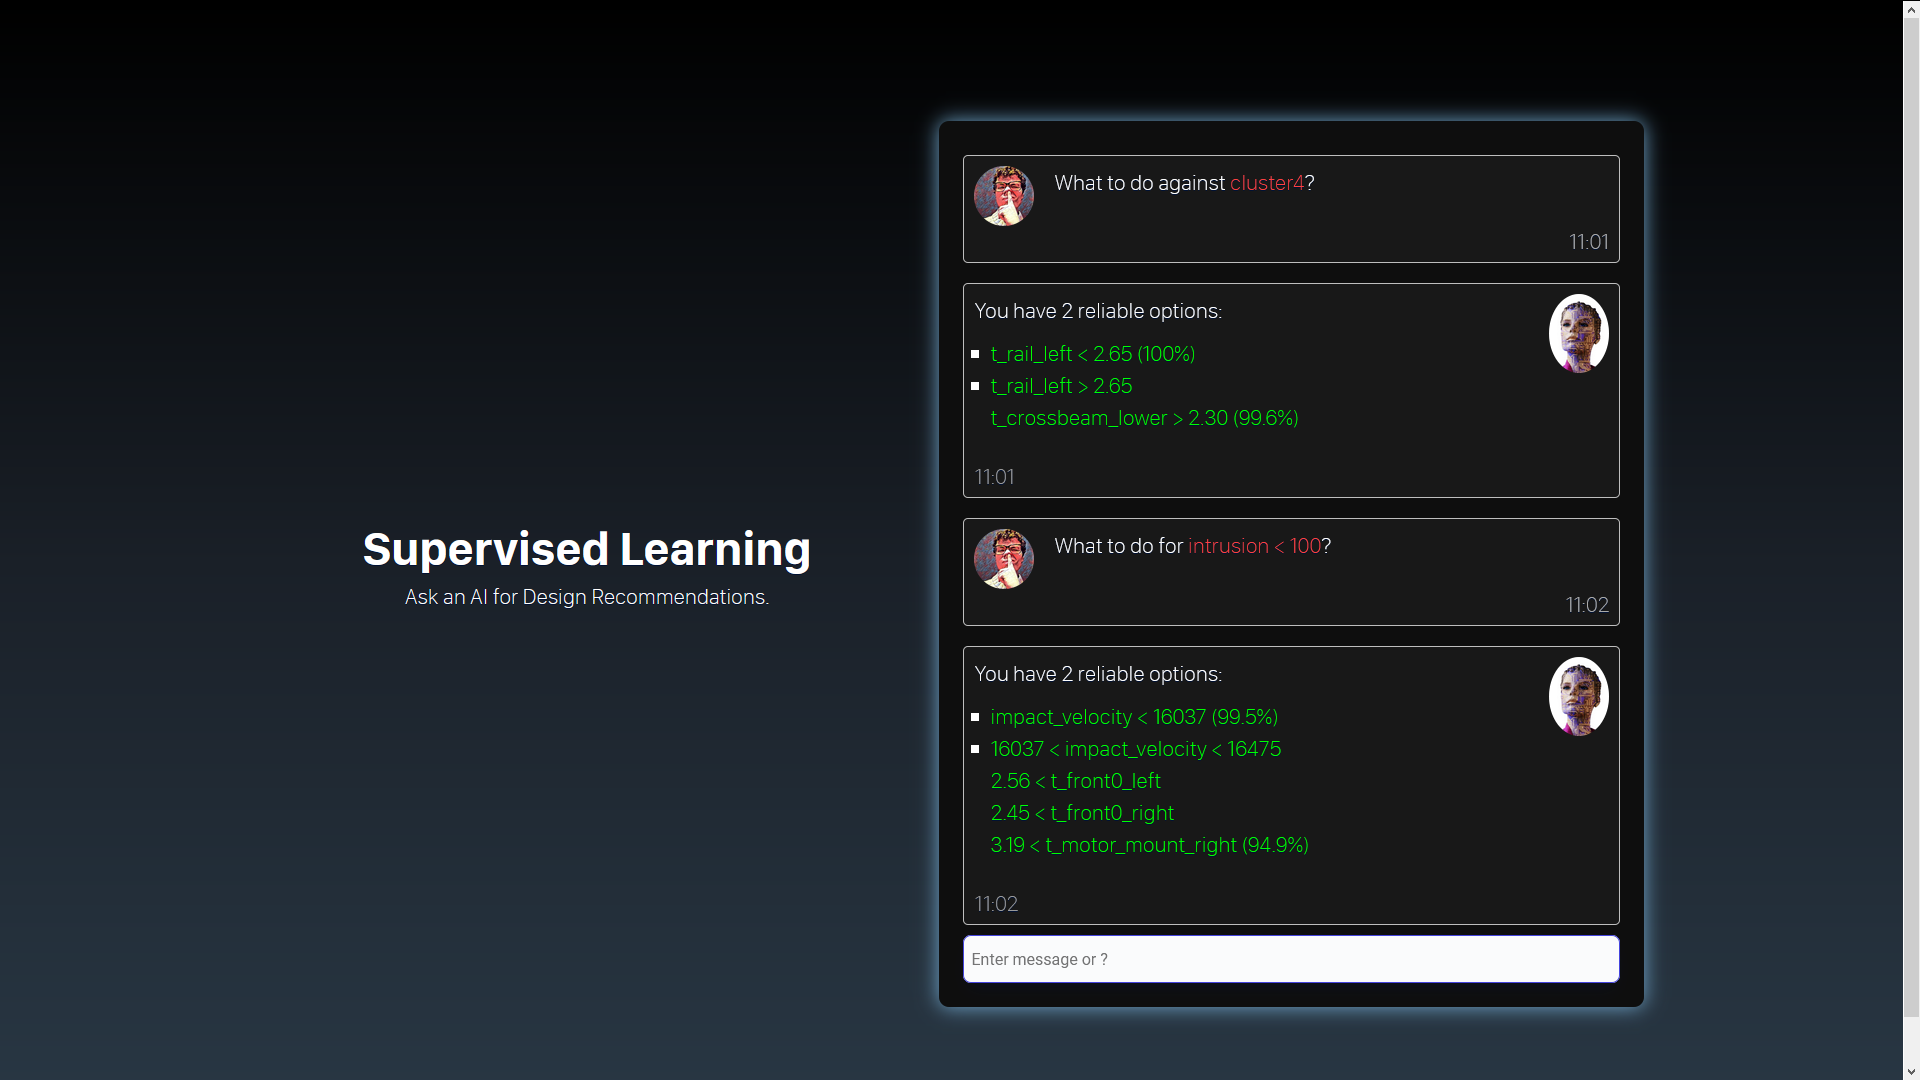 Supervised Learning
Ask an AI for Design Recommendations.
What to do against cluster4?
11:01
You have 2 reliable options:
t_rail_left < 2.65 (100%)
t_rail_left > 2.65
t_crossbeam_lower > 2.30 (99.6%)
11:01
What to do for intrusion < 100?
11:02
You have 2 reliable options:
impact_velocity < 16037 (99.5%)
16037 < impact_velocity < 16475
2.56 < t_front0_left
2.45 < t_front0_right
3.19 < t_motor_mount_right (94.9%)
11:02
Enter message or ?